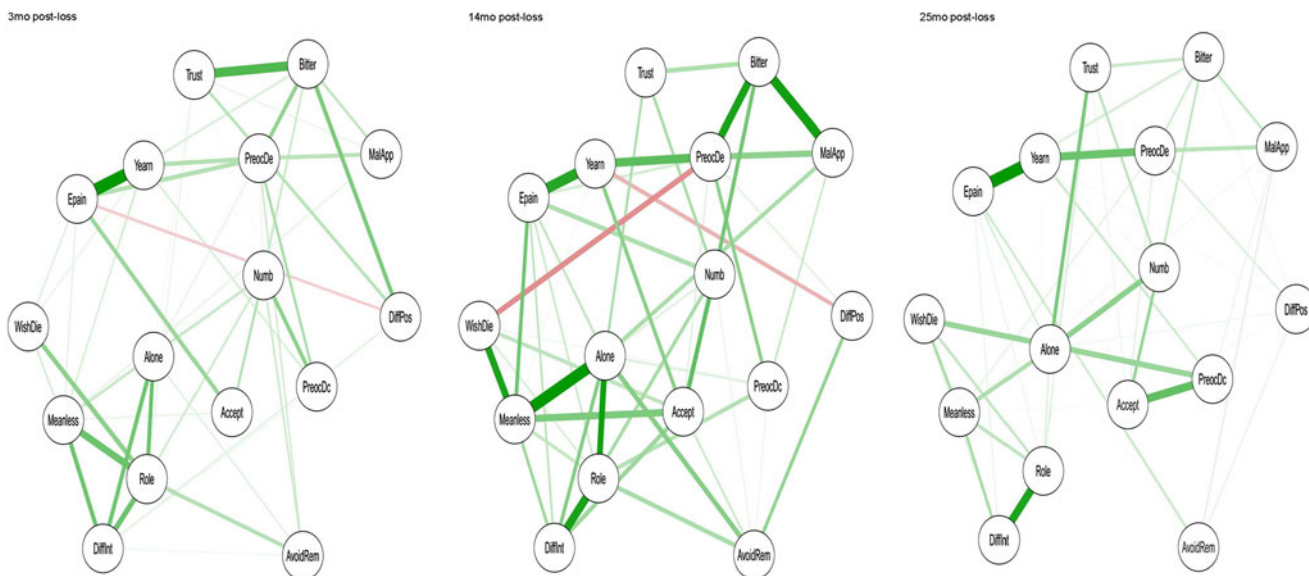 3mo post-loss
Trust
Bitter
Yearn
PreocDe
MalApp
Epain
Numb
WishDie
DiffPos
Alone
PreocDc
Meanless
Accept
Role
DiffInt
AvoidRem
14mo post-loss
Trust
Bitter
Yearn
PreocDe
MalApp
Epain
Numb
WishDie
DiffPos
Alone
PreocDc
Meanless
Accept
Role
DiffInt
AvoidRem
25mo post-loss
Trust
Bitter
Yearn
PreocDe
MalApp
Epain
Numb
WishDie
DiffPos
Alone
PreocDc
Meanless
Accept
Role
DiffInt
AvoidRem